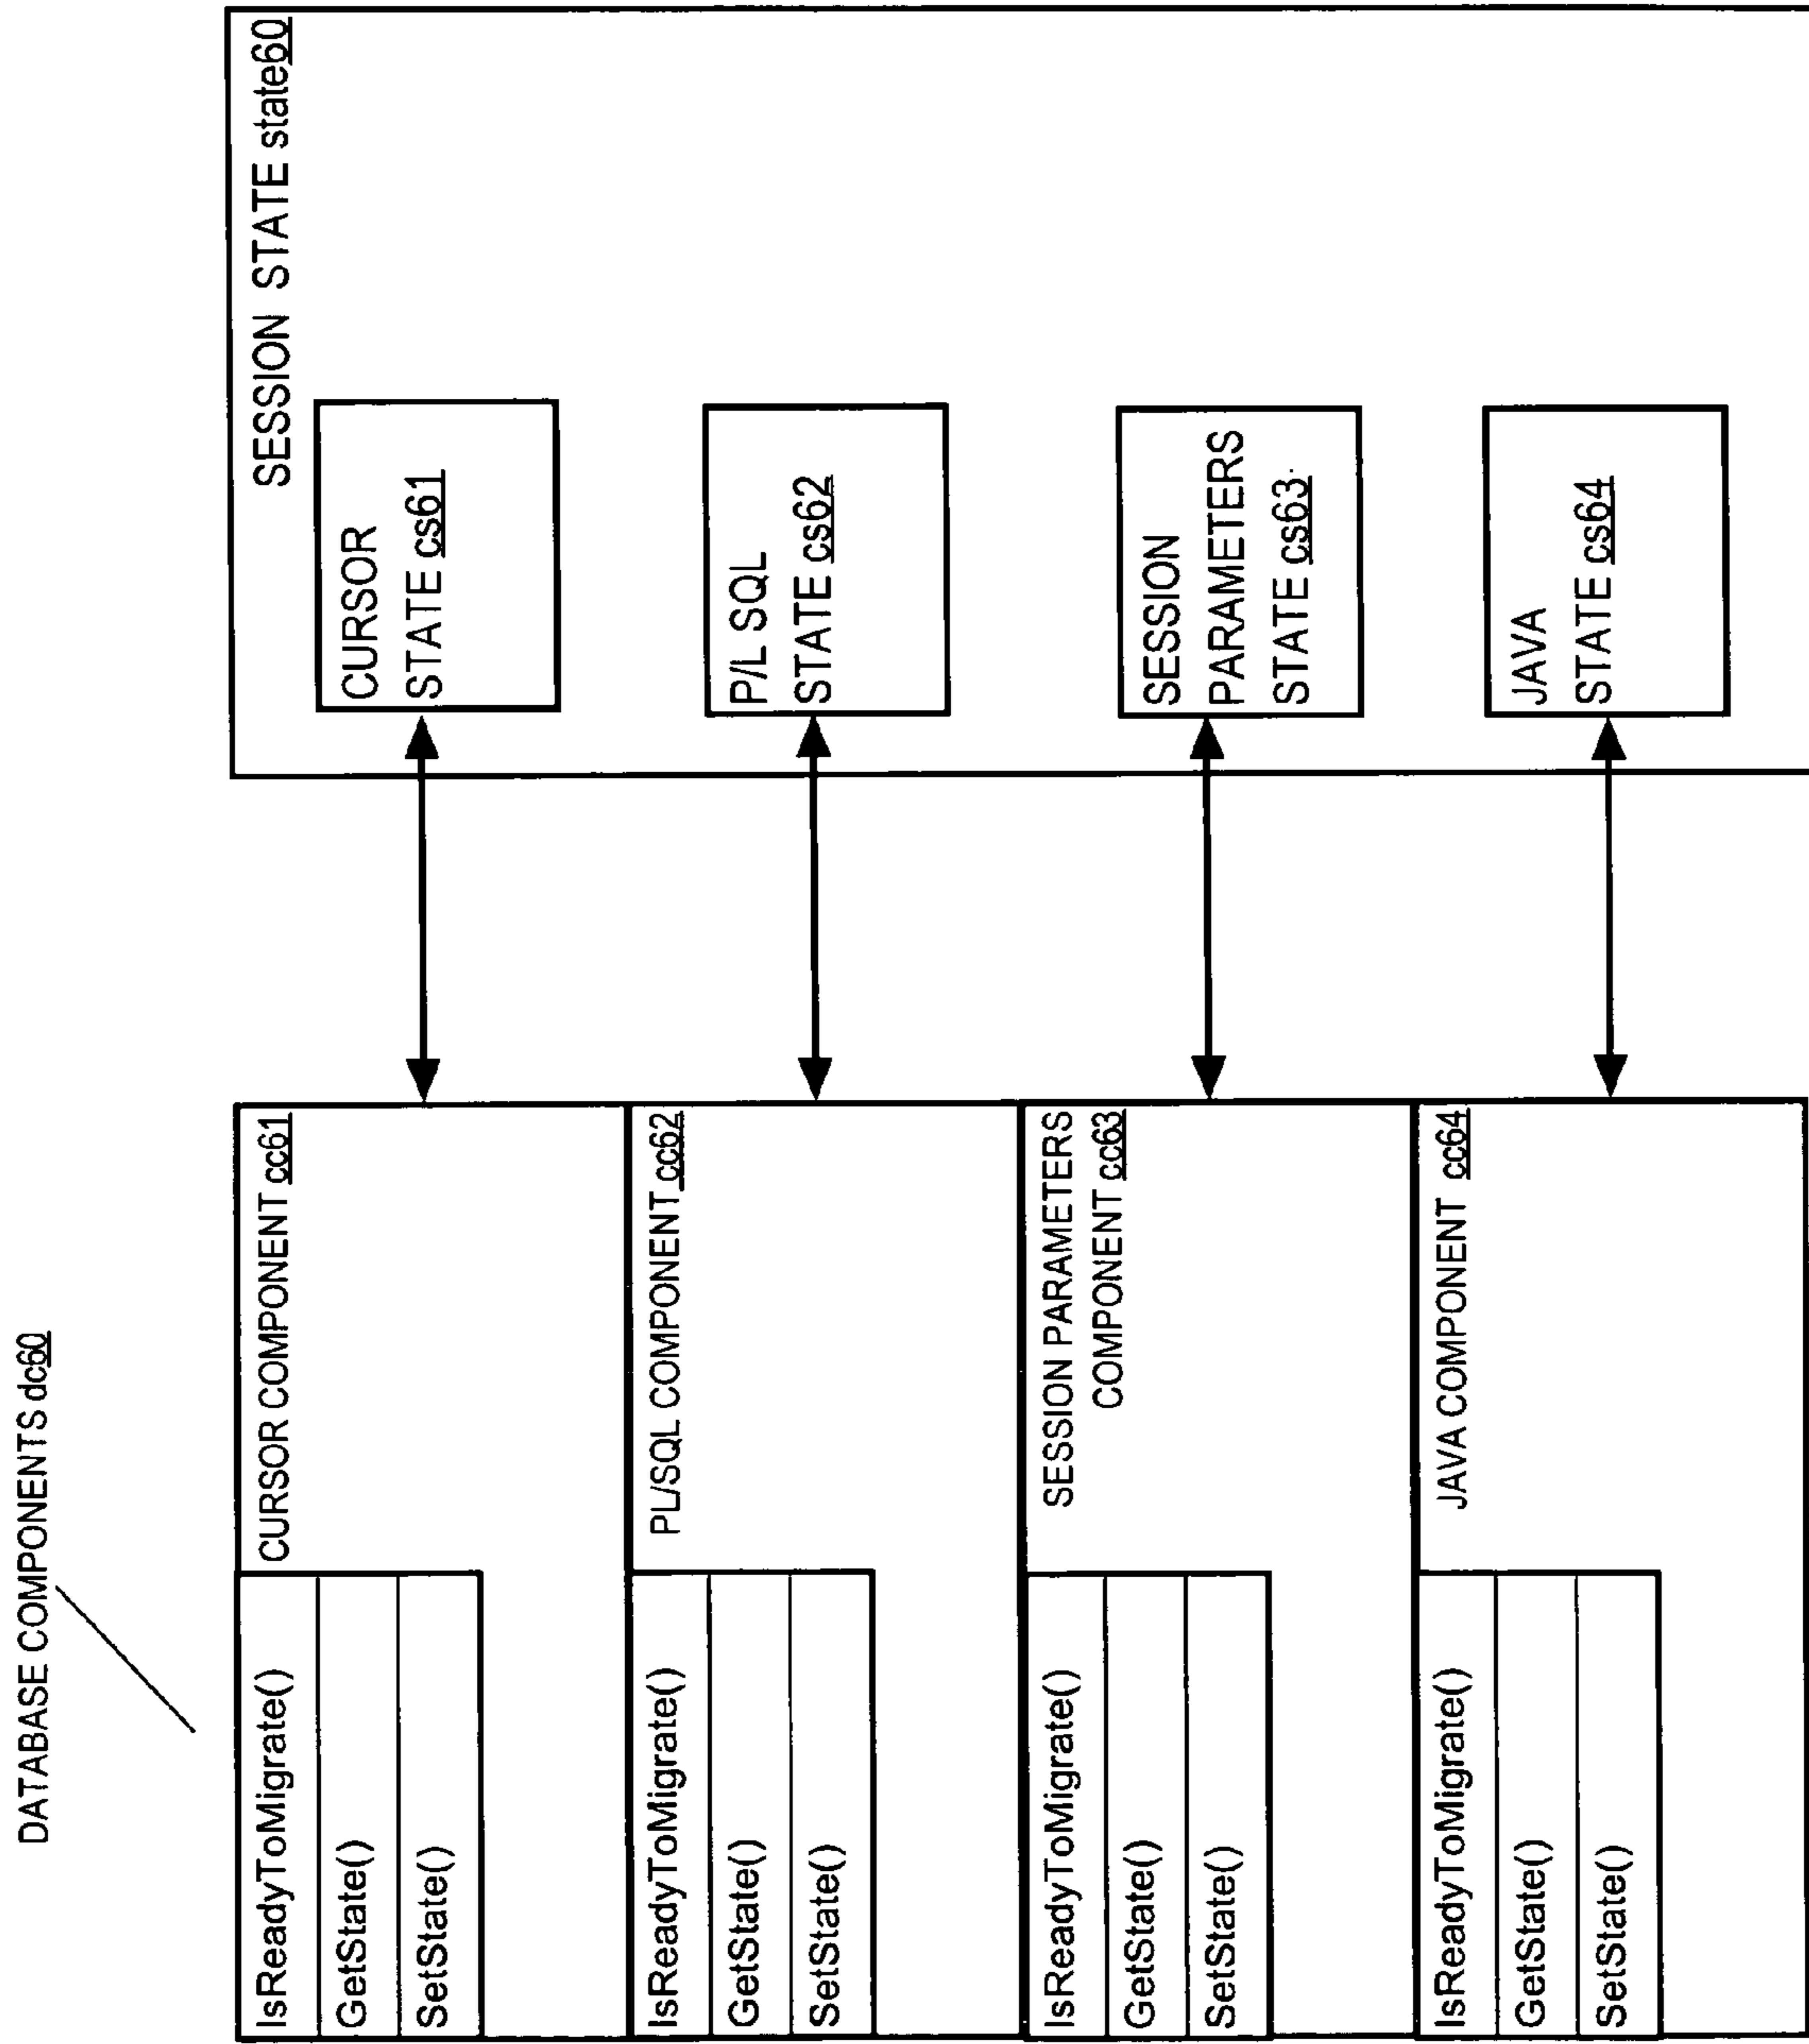 DATABASE COMPONENTS dc60
IsReadyToMigrate()
GetState()
SetState()
CURSOR COMPONENT cc61
IsReadyToMigrate()
GetState()
SetState()
PL/SQL COMPONENT cc62
IsReadyToMigrate()
GetState()
SetState()
SESSION PARAMETERS
COMPONENT cc63
IsReadyToMigrate()
GetState()
SetState()
JAVA COMPONENT cc64
SESSION STATE state60
CURSOR
STATE cs61
P/L SQL
STATE cs62
SESSION
PARAMETERS
STATE cs63
JAVA
STATE cs64